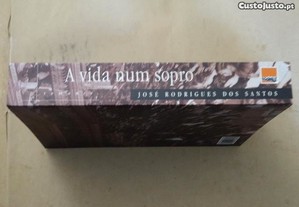 CustoJusto.pt
A vida num sopro
JOSÉ RODRIGUES DOS SANTOS